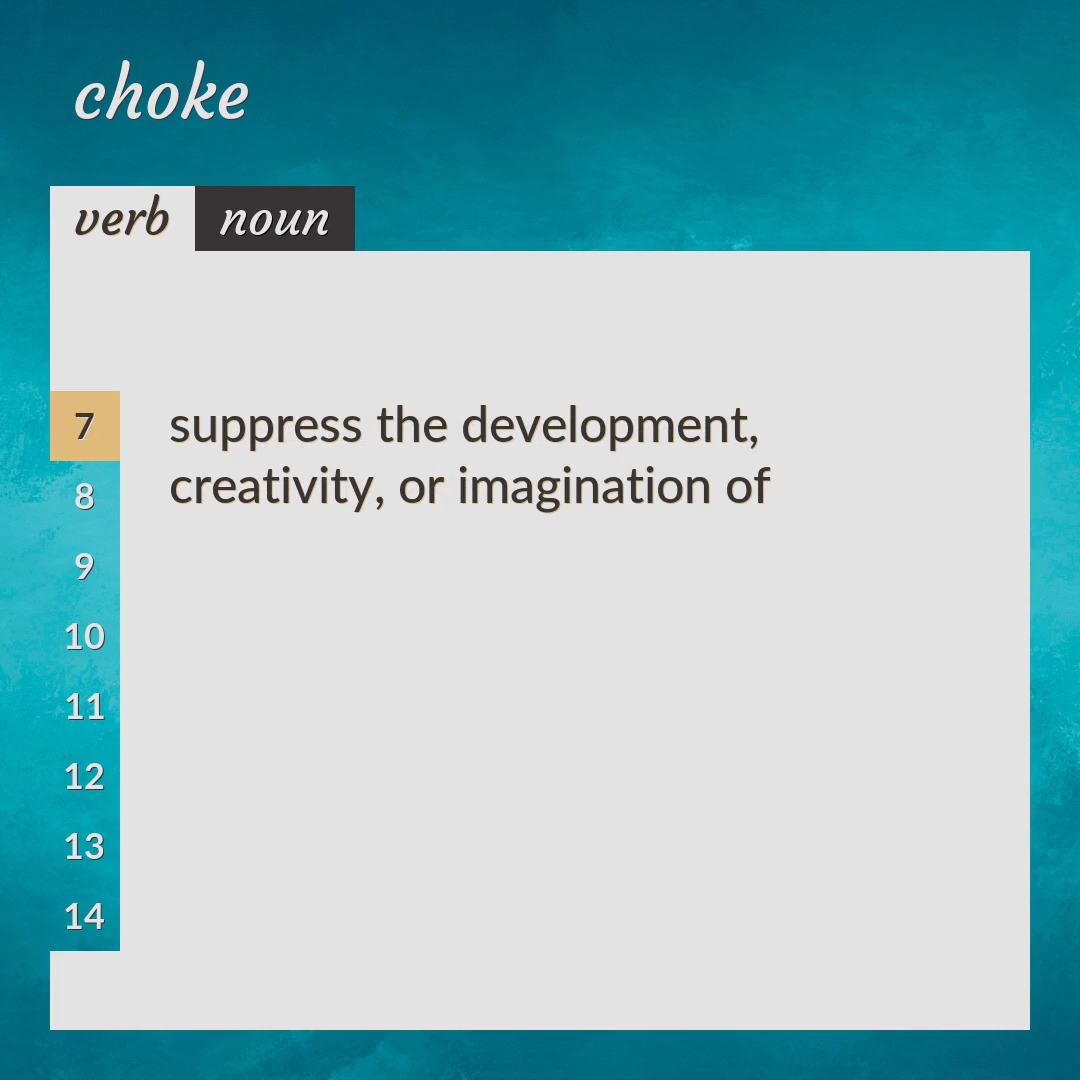 choke
verb noun
7 suppress the development,
creativity, or imagination of
8
9
10
11
12
13
14